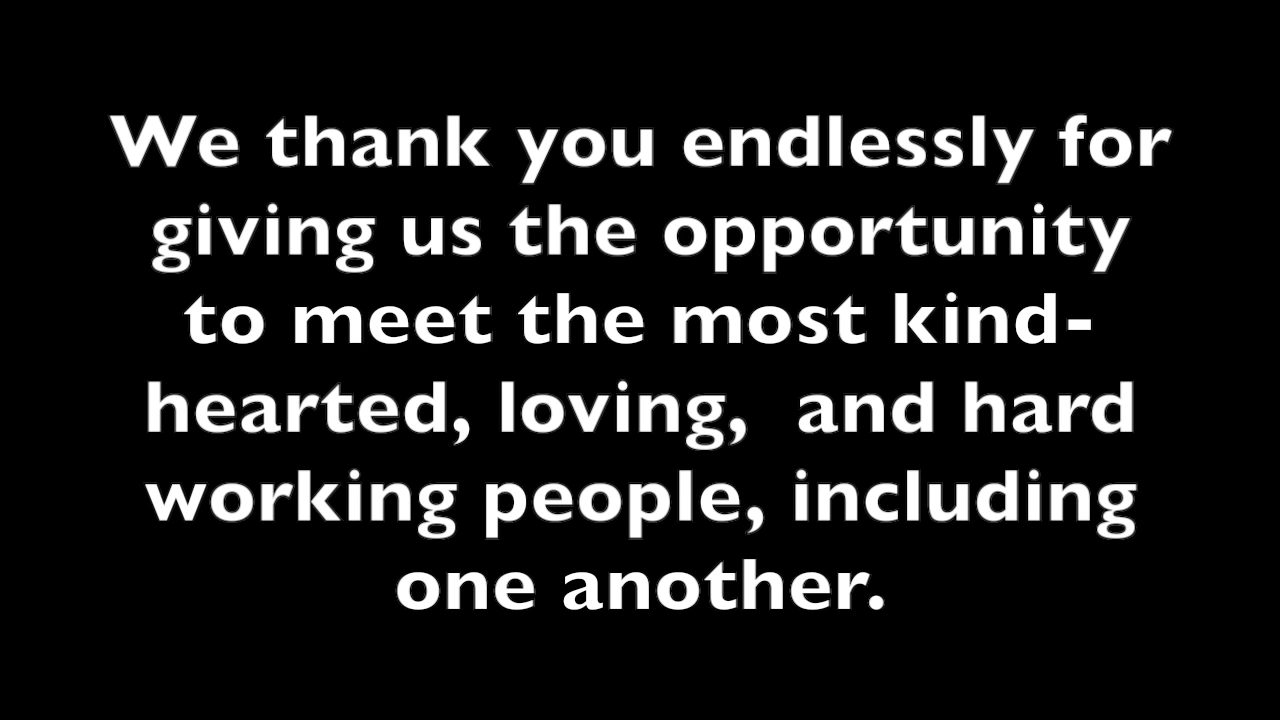 We thank you endlessly for
giving us the opportunity
to meet the most kind-
hearted, loving,  and hard
working people, including
one another.